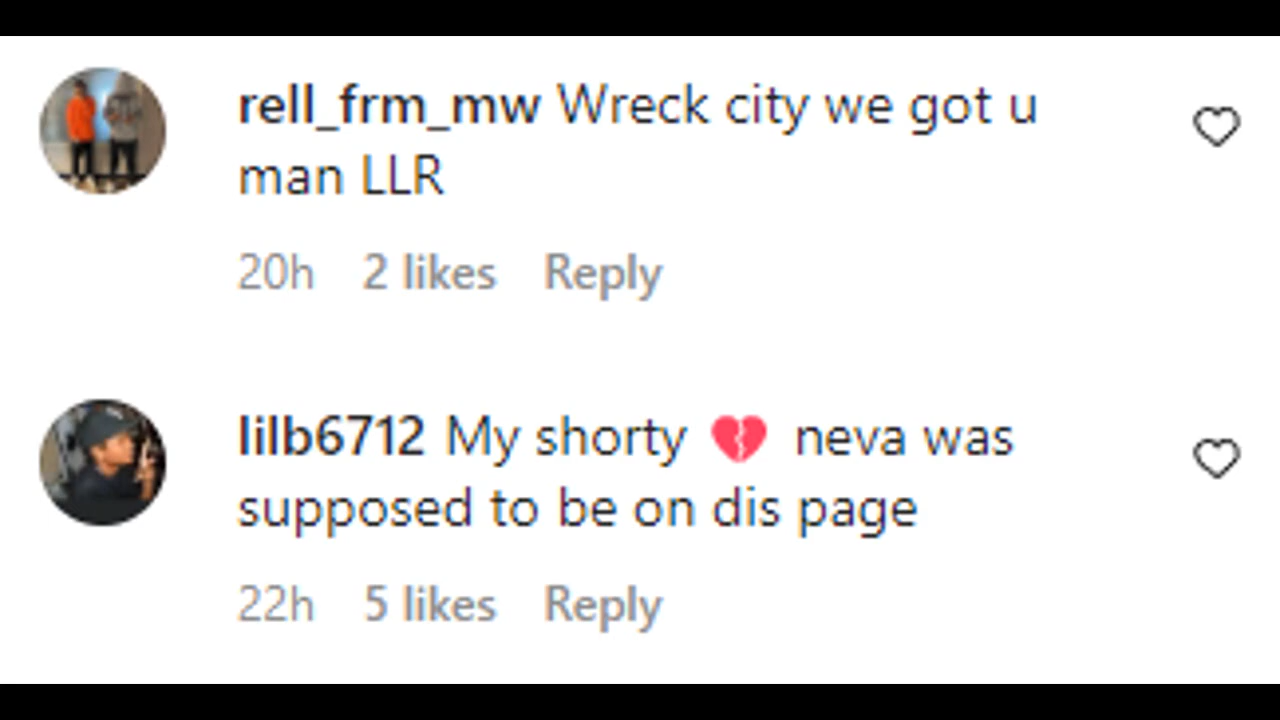 rell_frm_mw Wreck city we got u
man LLR
20h 2 likes Reply
lilb6712 My shorty 💔 neva was
supposed to be on dis page
22h 5 likes Reply